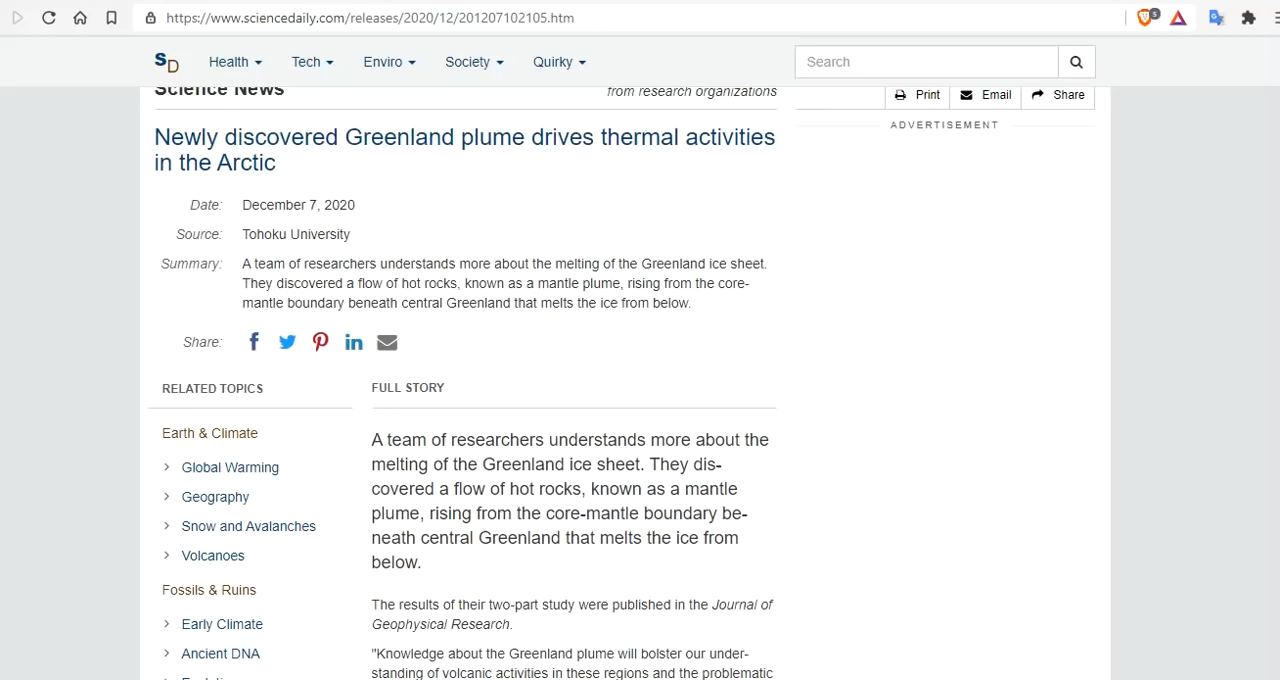 https://www.sciencedaily.com/releases/2020/12/201207102105.htm
5
SD
Health
Tech
Enviro
Society
Quirky
Search
Science News
from research organizations
Print
Email
Share
ADVERTISEMENT
Newly discovered Greenland plume drives thermal activities
in the Arctic
Date: December 7, 2020
Source: Tohoku University
Summary: A team of researchers understands more about the melting of the Greenland ice sheet.
They discovered a flow of hot rocks, known as a mantle plume, rising from the core-
mantle boundary beneath central Greenland that melts the ice from below.
Share:
RELATED TOPICS
Earth & Climate
Global Warming
Geography
Snow and Avalanches
Volcanoes
Fossils & Ruins
Early Climate
Ancient DNA
FULL STORY
A team of researchers understands more about the
melting of the Greenland ice sheet. They dis-
covered a flow of hot rocks, known as a mantle
plume, rising from the core-mantle boundary be-
neath central Greenland that melts the ice from
below.
The results of their two-part study were published in the Journal of
Geophysical Research.
"Knowledge about the Greenland plume will bolster our under-
standing of volcanic activities in these regions and the problematic